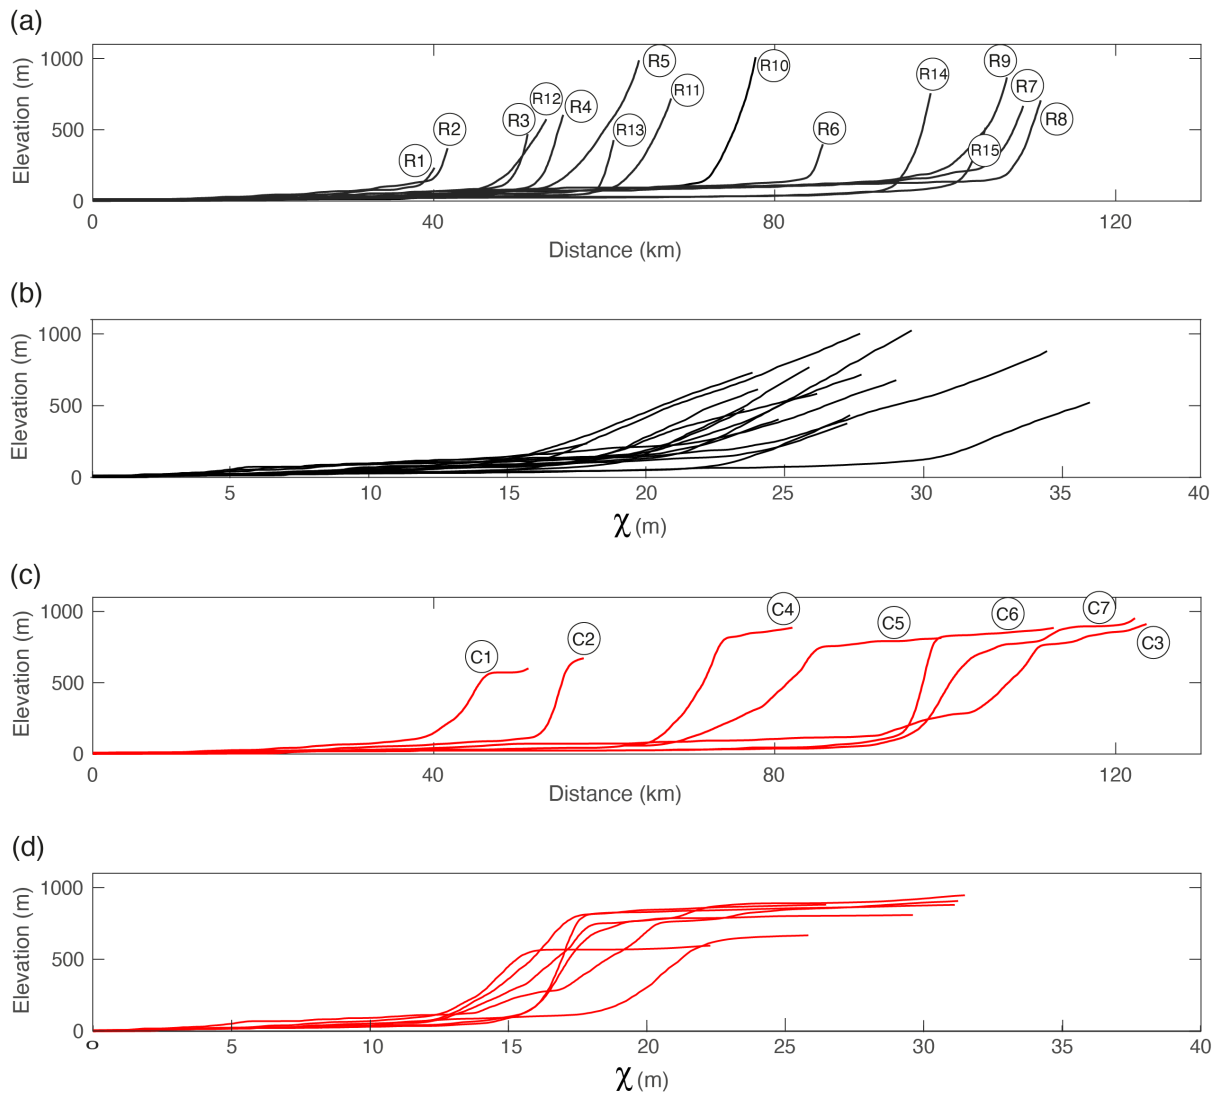 (a)
Elevation (m)
1000
500
0
R1
R2
R3
R12
R4
R5
R13
R11
R10
R6
R14
R9
R7
R15
R8
0
40
80
120
Distance (km)
(b)
Elevation (m)
1000
500
0
5
10
15
20
25
30
35
40
χ (m)
(c)
Elevation (m)
1000
500
0
C1
C2
C4
C5
C6
C7
C3
0
40
80
120
Distance (km)
(d)
Elevation (m)
1000
500
0
0
5
10
15
20
25
30
35
40
χ (m)